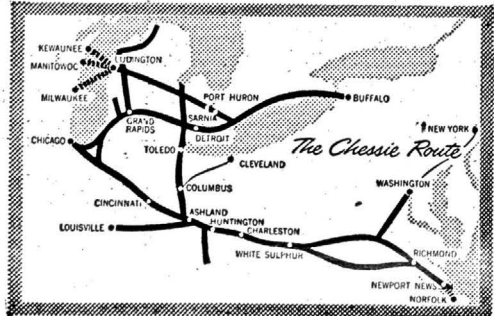 KEWAUNEE
LUDINGTON
MANITOWOC
MILWAUKEE
PORT HURON
BUFFALO
GRAND
RAPIDS
SARNIA
DETROIT
NEW YORK
CHICAGO
TOLEDO
The Chessie Route
CLEVELAND
WASHINGTON
COLUMBUS
CINCINNATI
ASHLAND
LOUISVILLE
HUNTINGTON
CHARLESTON
WHITE SULPHUR
RICHMOND
NEWPORT NEWS
NORFOLK